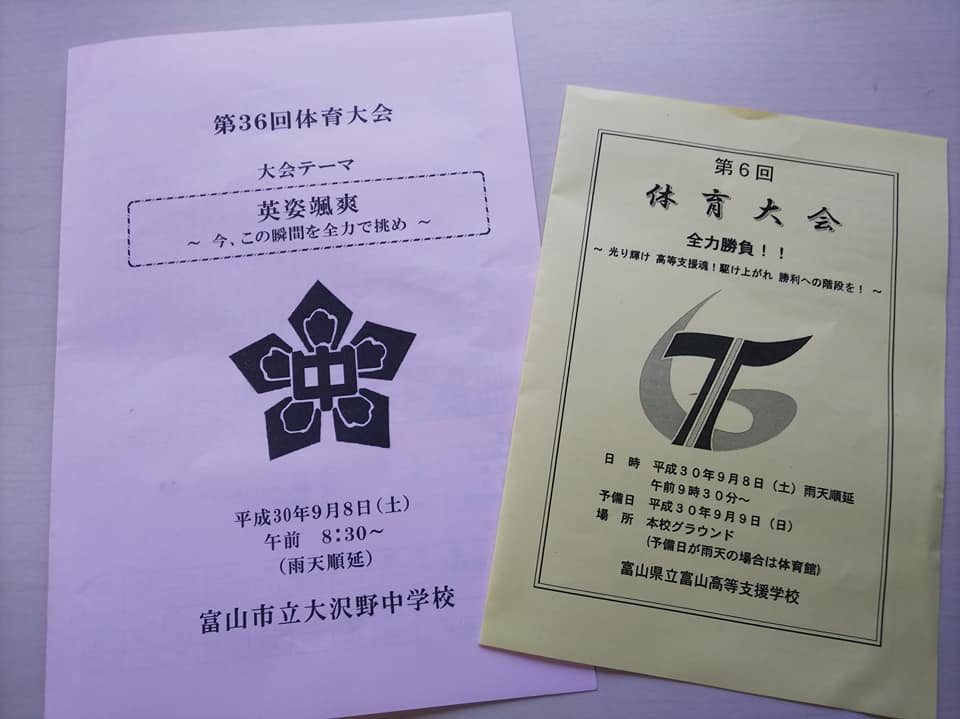 第36回体育大会
大会テーマ
英姿颯爽
～ 今、この瞬間を全力で挑め ～
中
平成30年9月8日(土)
午前 8:30～
(雨天順延)
富山市立大沢野中学校
第６回
体育大会
全力勝負！！
～ 光り輝け 高等支援魂！駆け上がれ 勝利への階段を！ ～
T
日 時 平成３０年９月８日（土）雨天順延
午前９時３０分～
予備日 平成３０年９月９日（日）
場 所 本校グラウンド
(予備日が雨天の場合は体育館)
富山県立富山高等支援学校